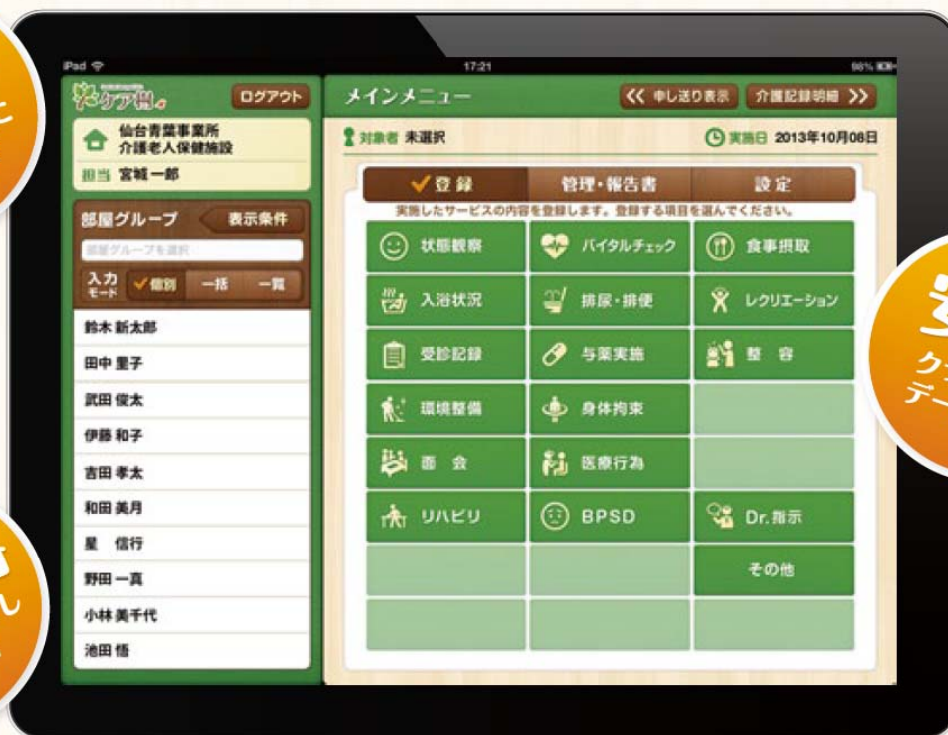 iPad
17:21
98%
ケア樹
ログアウト
仙台青葉事業所
介護老人保健施設
担当 宮城 一郎
部屋グループ
表示条件
部屋グループを選択
入力
モード
個別
一括
一覧
鈴木 新太郎
田中 里子
武田 俊太
伊藤 和子
吉田 孝太
和田 美月
星 信行
野田 一真
小林 美千代
池田 悟
メインメニュー
申し送り表示
介護記録明細
対象者 未選択
実施日 2013年10月08日
登録
管理・報告書
設定
実施したサービスの内容を登録します。登録する項目を選んでください。
状態観察
バイタルチェック
食事摂取
入浴状況
排尿・排便
レクリエーション
受診記録
与薬実施
整容
環境整備
身体拘束
面会
医療行為
リハビリ
BPSD
Dr.指示
その他